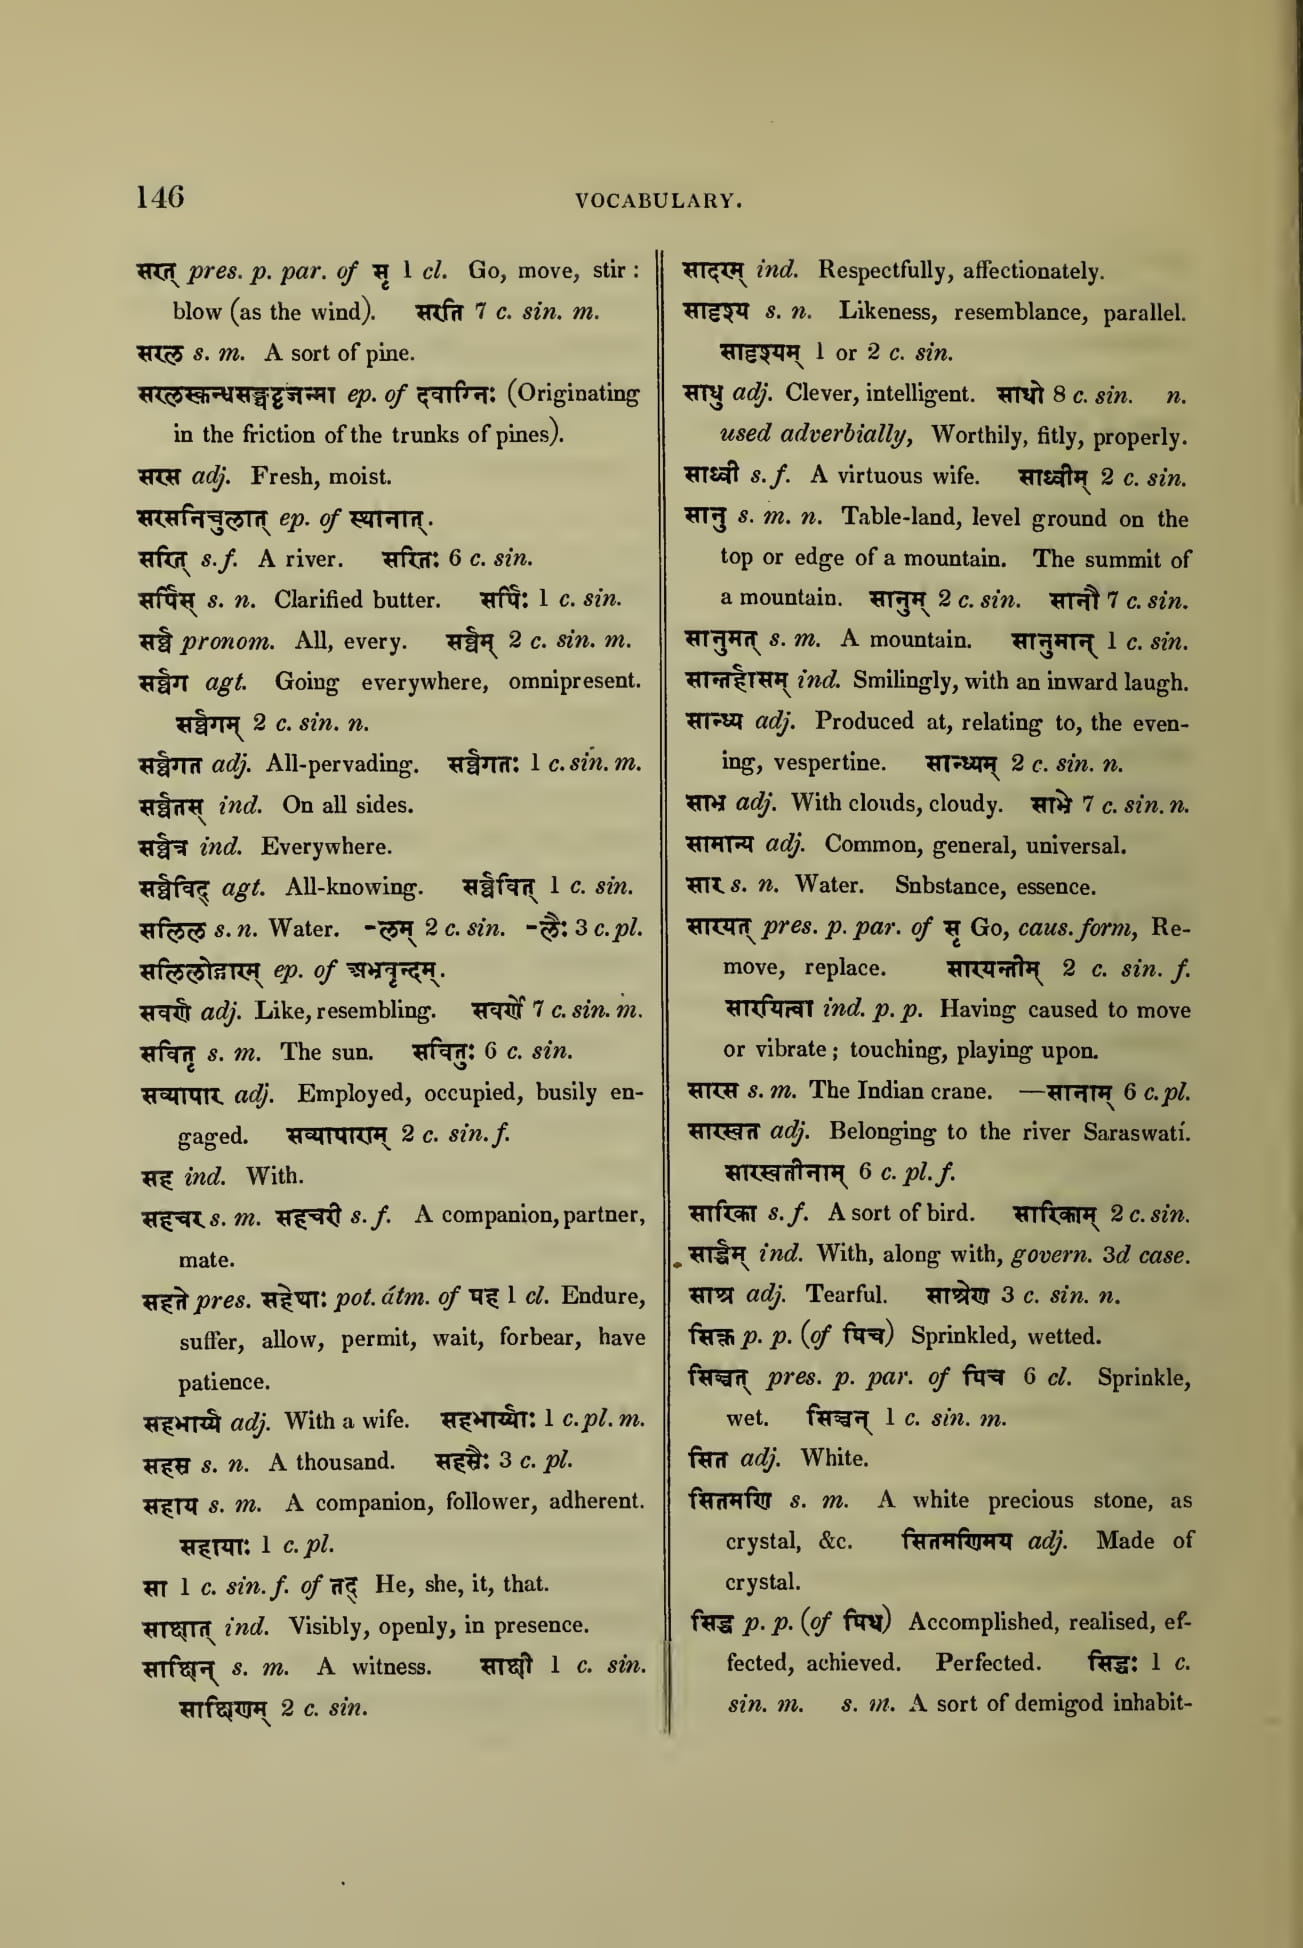 146
VOCABULARY.
सरत् pres. p. par. of सृ 1 cl. Go, move, stir :
blow (as the wind). सरति 7 c. sin. m.
सरल s. m. A sort of pine.
सरलस्कन्धसङ्घट्टजन्मा ep. of दवाग्निः (Originating
in the friction of the trunks of pines).
सरस adj. Fresh, moist.
सरसनिचुलात् ep. of स्थानात्.
सरित् s. f. A river. सरितः 6 c. sin.
सर्पिस् s. n. Clarified butter. सर्पिः 1 c. sin.
सर्व्व pronom. All, every. सर्व्वम् 2 c. sin. m.
सर्व्वग agt. Going everywhere, omnipresent.
सर्व्वगम् 2 c. sin. n.
सर्व्वगत adj. All-pervading. सर्व्वगतः 1 c. sin. m.
सर्व्वतस् ind. On all sides.
सर्व्वत्र ind. Everywhere.
सर्व्वविद् agt. All-knowing. सर्व्ववित् 1 c. sin.
सलिल s. n. Water. -लम् 2 c. sin. -लैः 3 c. pl.
सलिलोद्गारम् ep. of अभ्रवृन्दम्.
सवर्ण adj. Like, resembling. सवर्णे 7 c. sin. m.
सवितृ s. m. The sun. सवितुः 6 c. sin.
सव्यापार adj. Employed, occupied, busily en-
gaged. सव्यापाराम् 2 c. sin. f.
सह ind. With.
सहचर s. m. सहचरी s. f. A companion, partner,
mate.
सहते pres. सहेथाः pot. átm. of षह 1 cl. Endure,
suffer, allow, permit, wait, forbear, have
patience.
सहभार्य्य adj. With a wife. सहभार्य्याः 1 c. pl. m.
सहस्र s. n. A thousand. सहस्रैः 3 c. pl.
सहाय s. m. A companion, follower, adherent.
सहायाः 1 c. pl.
सा 1 c. sin. f. of तद् He, she, it, that.
साक्षात् ind. Visibly, openly, in presence.
साक्षिन् s. m. A witness. साक्षी 1 c. sin.
साक्षिणम् 2 c. sin.
सादरम् ind. Respectfully, affectionately.
सादृश्य s. n. Likeness, resemblance, parallel.
सादृश्यम् 1 or 2 c. sin.
साधु adj. Clever, intelligent. साधो 8 c. sin. n.
used adverbially, Worthily, fitly, properly.
साध्वी s. f. A virtuous wife. साध्वीम् 2 c. sin.
सानु s. m. n. Table-land, level ground on the
top or edge of a mountain. The summit of
a mountain. सानुम् 2 c. sin. सानौ 7 c. sin.
सानुमत् s. m. A mountain. सानुमान् 1 c. sin.
सान्तर्हासम् ind. Smilingly, with an inward laugh.
सान्ध्य adj. Produced at, relating to, the even-
ing, vespertine. सान्ध्यम् 2 c. sin. n.
साभ्र adj. With clouds, cloudy. साभ्रे 7 c. sin. n.
सामान्य adj. Common, general, universal.
सार s. n. Water. Snbstance, essence.
सारयत् pres. p. par. of सृ Go, caus. form, Re-
move, replace. सारयन्तीम् 2 c. sin. f.
सारयित्वा ind. p. p. Having caused to move
or vibrate ; touching, playing upon.
सारस s. m. The Indian crane. —सानाम् 6 c. pl.
सारस्वत adj. Belonging to the river Saraswatí.
सारस्वतीनाम् 6 c. pl. f.
सारिका s. f. A sort of bird. सारिकाम् 2 c. sin.
सार्द्धम् ind. With, along with, govern. 3d case.
साश्र adj. Tearful. साश्रेण 3 c. sin. n.
सिक्त p. p. (of षिच) Sprinkled, wetted.
सिञ्चत् pres. p. par. of षिच 6 cl. Sprinkle,
wet. सिञ्चन् 1 c. sin. m.
सित adj. White.
सितमणि s. m. A white precious stone, as
crystal, &c. सितमणिमय adj. Made of
crystal.
सिद्ध p. p. (of षिध) Accomplished, realised, ef-
fected, achieved. Perfected. सिद्धः 1 c.
sin. m. s. m. A sort of demigod inhabit-